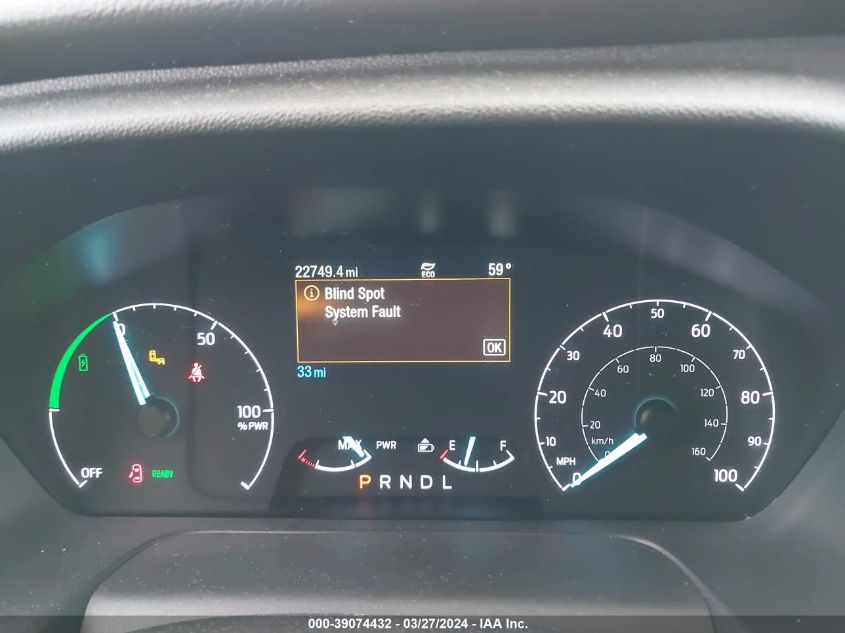 22749.4 mi
ECO
59°
Blind Spot
System Fault
OK
33 mi
0
50
100
% PWR
OFF
READY
MAX PWR
E F
P R N D L
0
10
20
30
40
50
60
70
80
90
100
MPH
0
20
40
60
80
100
120
140
160
km/h
000-39074432 - 03/27/2024 - IAA Inc.